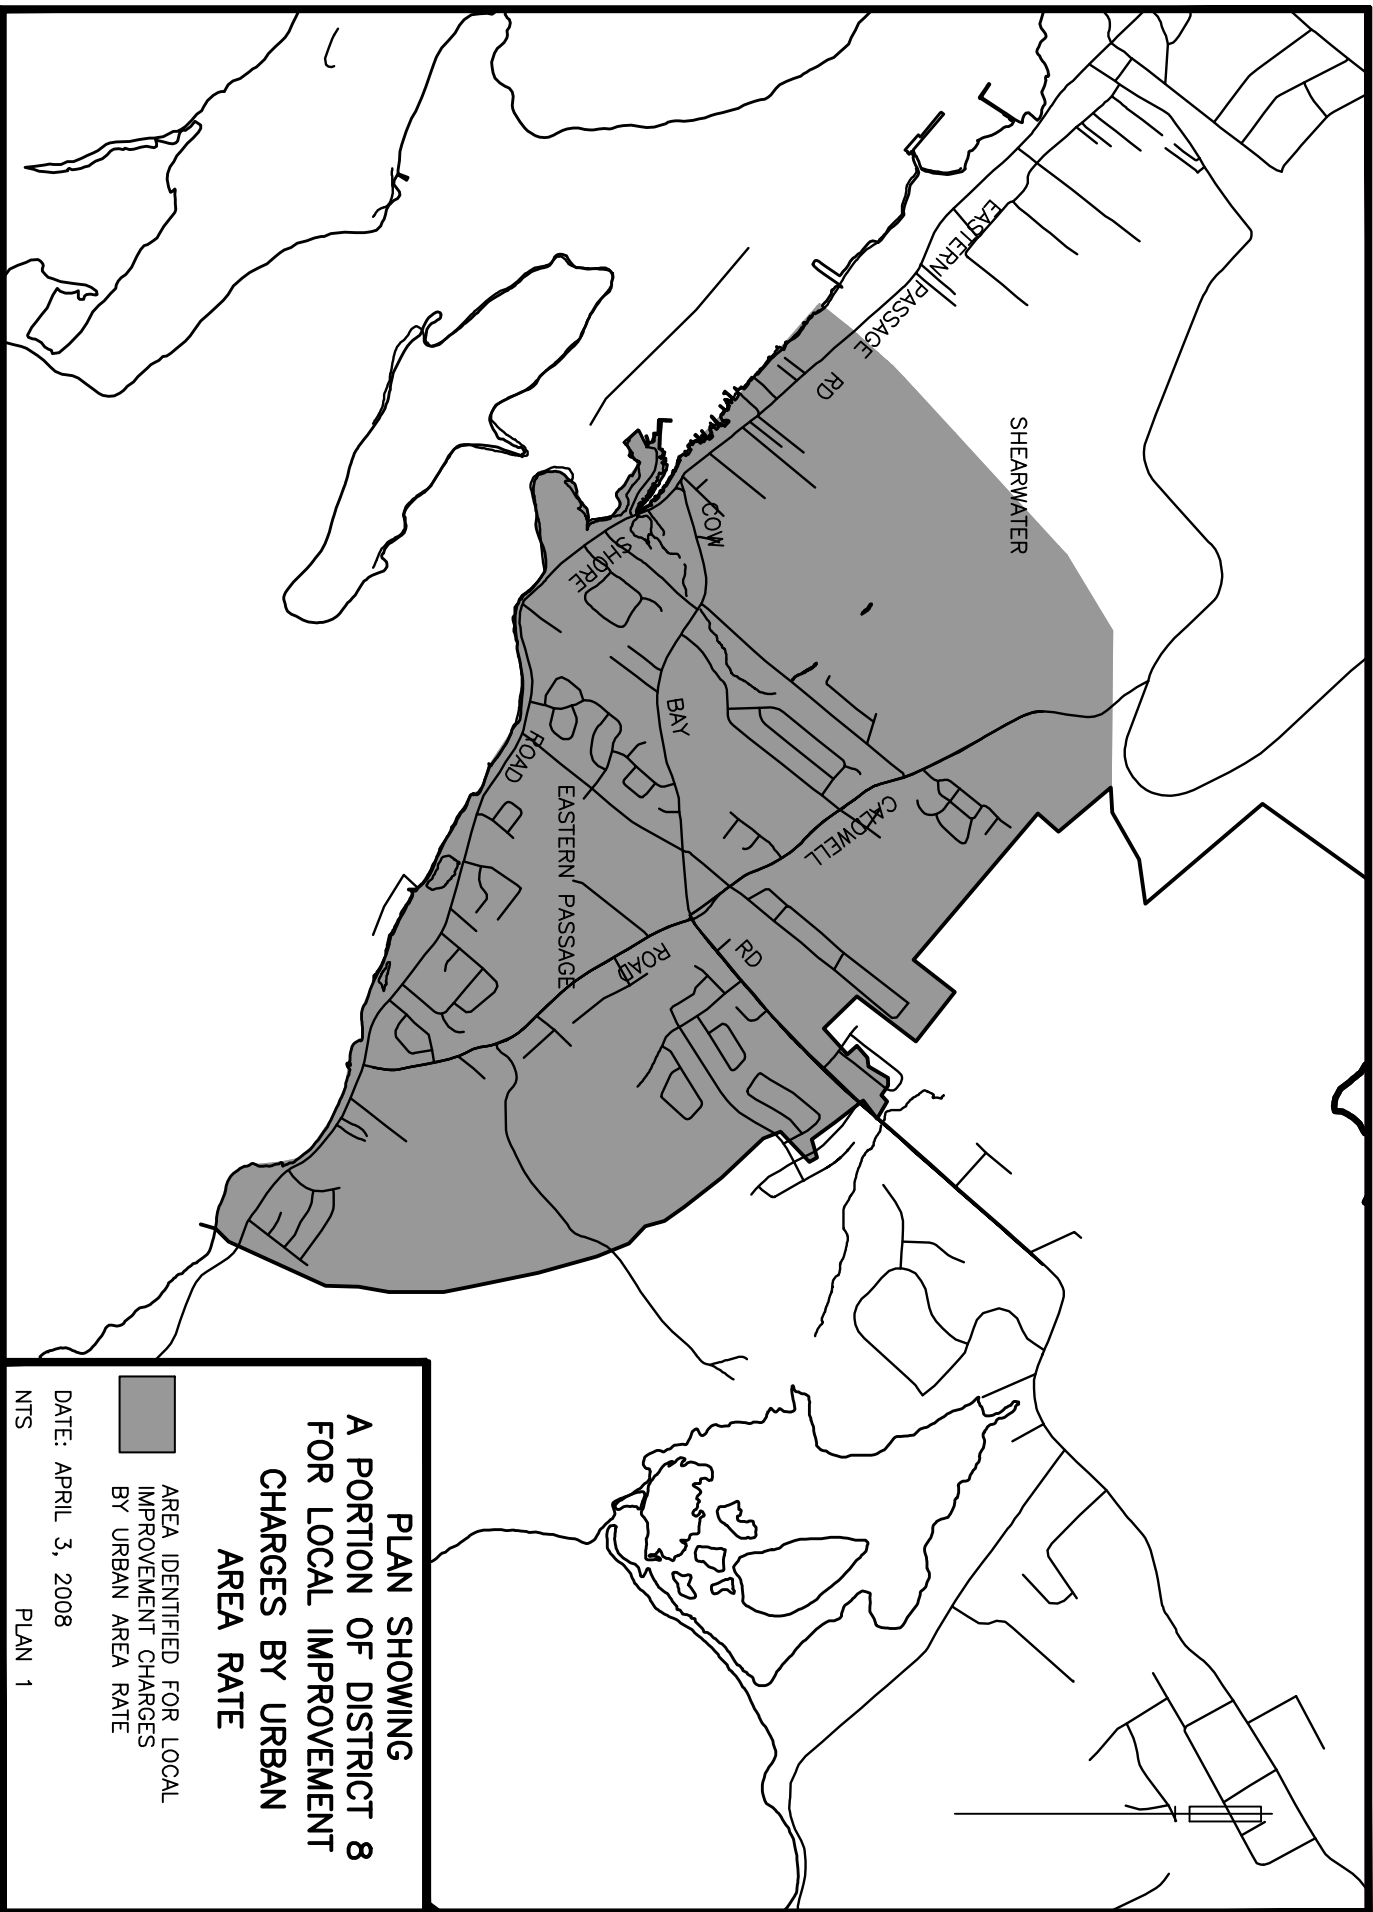 EASTERN PASSAGE RD
SHEARWATER
COW BAY RD
SHORE ROAD
CALDWELL ROAD
EASTERN PASSAGE
PLAN SHOWING
A PORTION OF DISTRICT 8
FOR LOCAL IMPROVEMENT
CHARGES BY URBAN
AREA RATE
AREA IDENTIFIED FOR LOCAL
IMPROVEMENT CHARGES
BY URBAN AREA RATE
DATE: APRIL 3, 2008
NTS PLAN 1